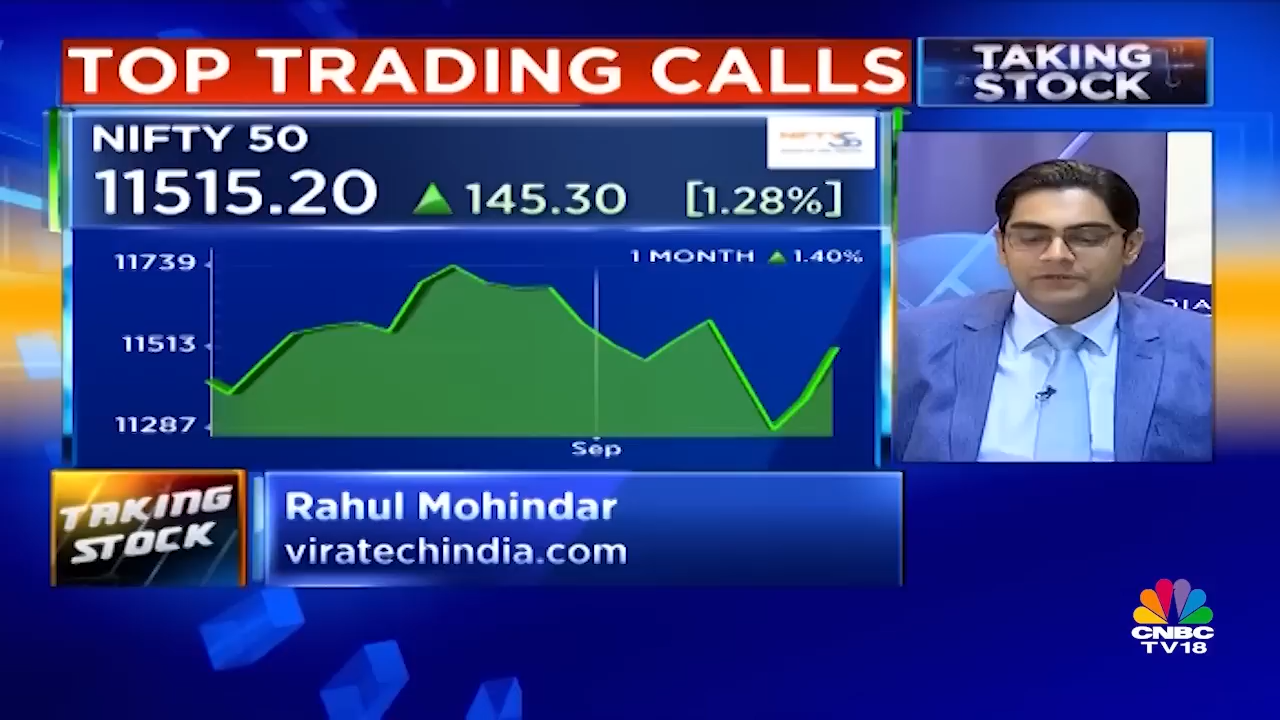 TOP TRADING CALLS
TAKING
STOCK
NIFTY 50
11515.20 ▲ 145.30 [1.28%]
1 MONTH ▲ 1.40%
11739
11513
11287
Sep
TAKING
STOCK
Rahul Mohindar
viratechindia.com
CNBC
TV18